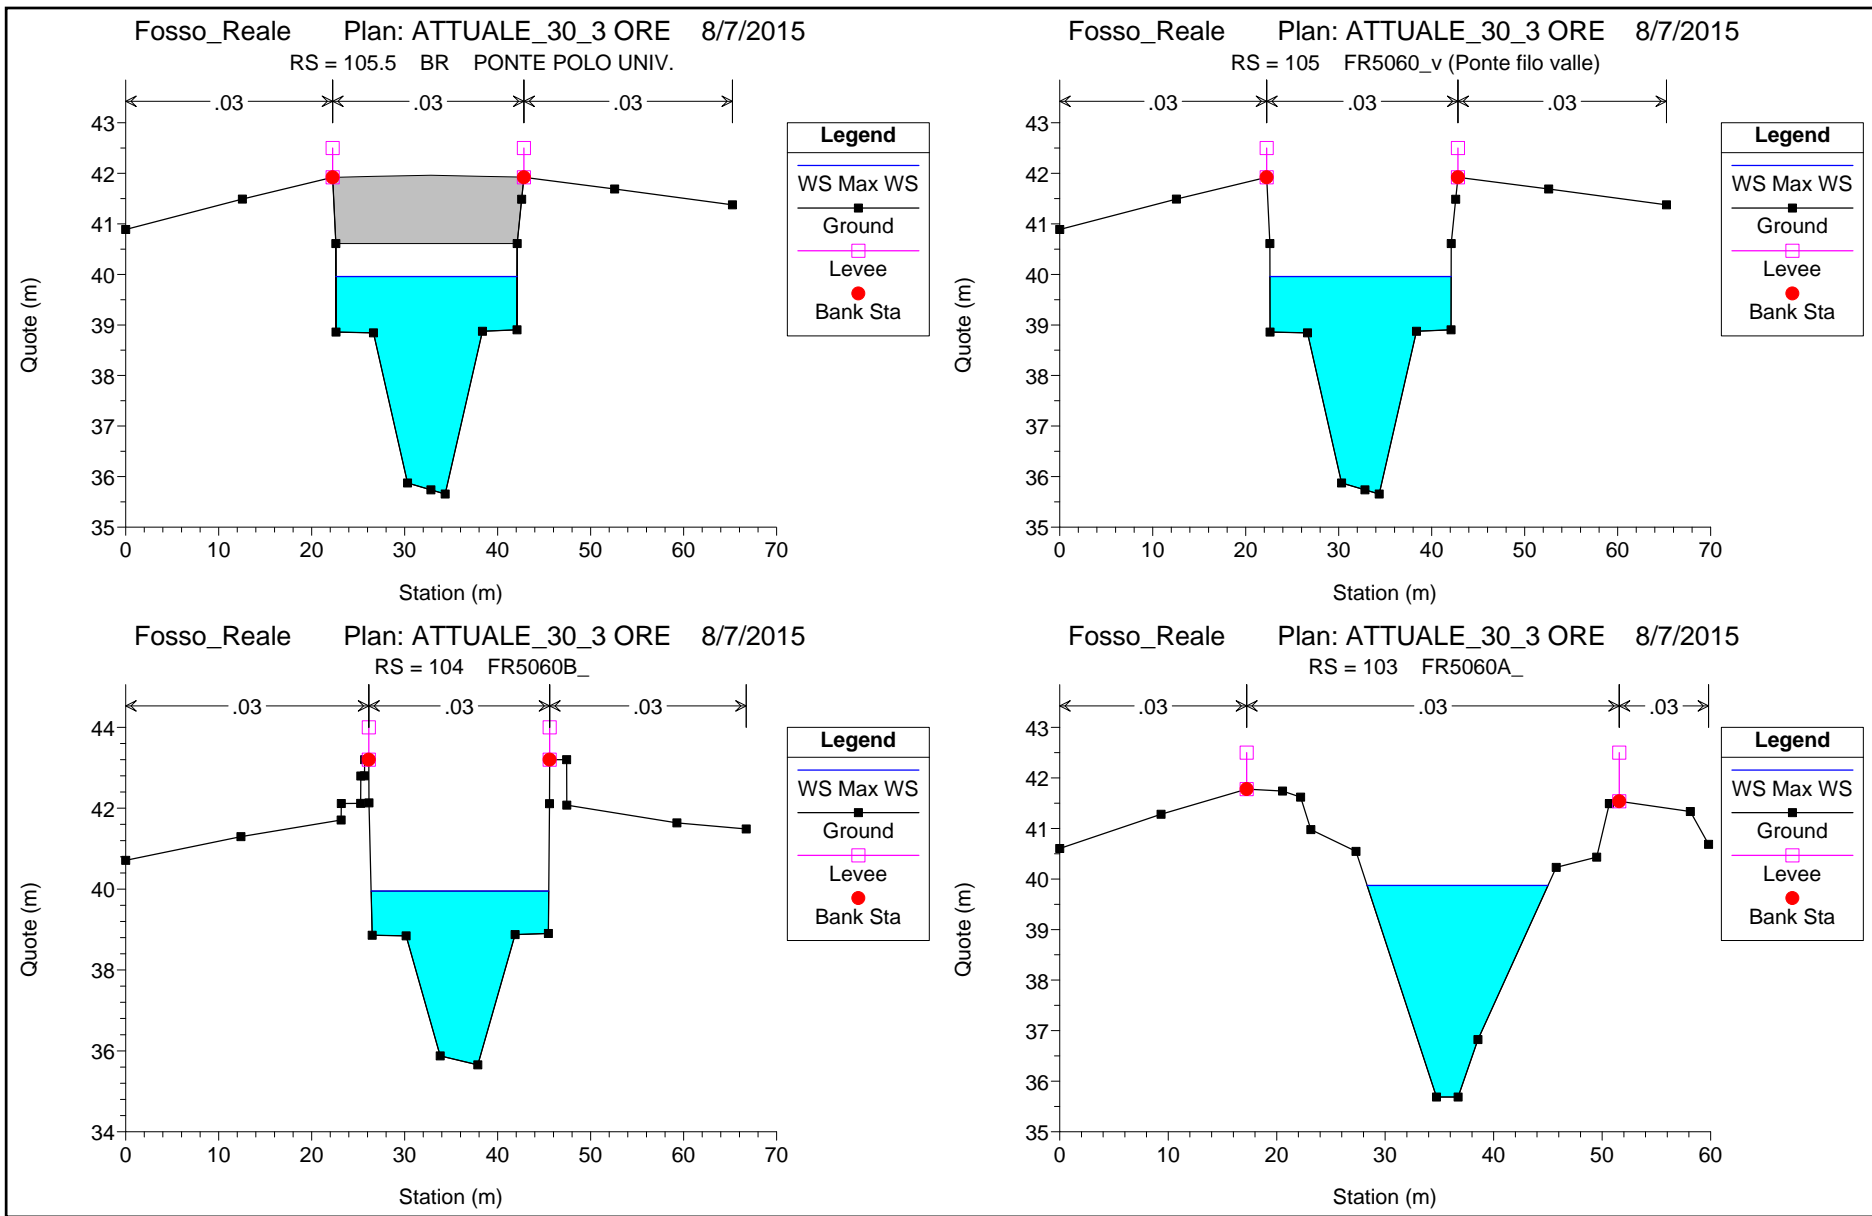 Fosso_Reale Plan: ATTUALE_30_3 ORE 8/7/2015
RS = 105.5 BR PONTE POLO UNIV.
.03 .03 .03
43
42
41
40
39
38
37
36
35
Quote (m)
0 10 20 30 40 50 60 70
Station (m)
Legend
WS Max WS
Ground
Levee
Bank Sta
Fosso_Reale Plan: ATTUALE_30_3 ORE 8/7/2015
RS = 105 FR5060_v (Ponte filo valle)
.03 .03 .03
43
42
41
40
39
38
37
36
35
Quote (m)
0 10 20 30 40 50 60 70
Station (m)
Legend
WS Max WS
Ground
Levee
Bank Sta
Fosso_Reale Plan: ATTUALE_30_3 ORE 8/7/2015
RS = 104 FR5060B_
.03 .03 .03
44
42
40
38
36
34
Quote (m)
0 10 20 30 40 50 60 70
Station (m)
Legend
WS Max WS
Ground
Levee
Bank Sta
Fosso_Reale Plan: ATTUALE_30_3 ORE 8/7/2015
RS = 103 FR5060A_
.03 .03 .03
43
42
41
40
39
38
37
36
35
Quote (m)
0 10 20 30 40 50 60
Station (m)
Legend
WS Max WS
Ground
Levee
Bank Sta